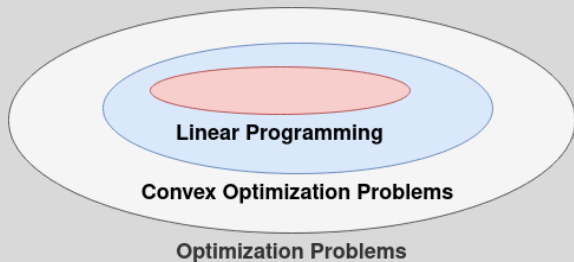 Linear Programming
Convex Optimization Problems
Optimization Problems